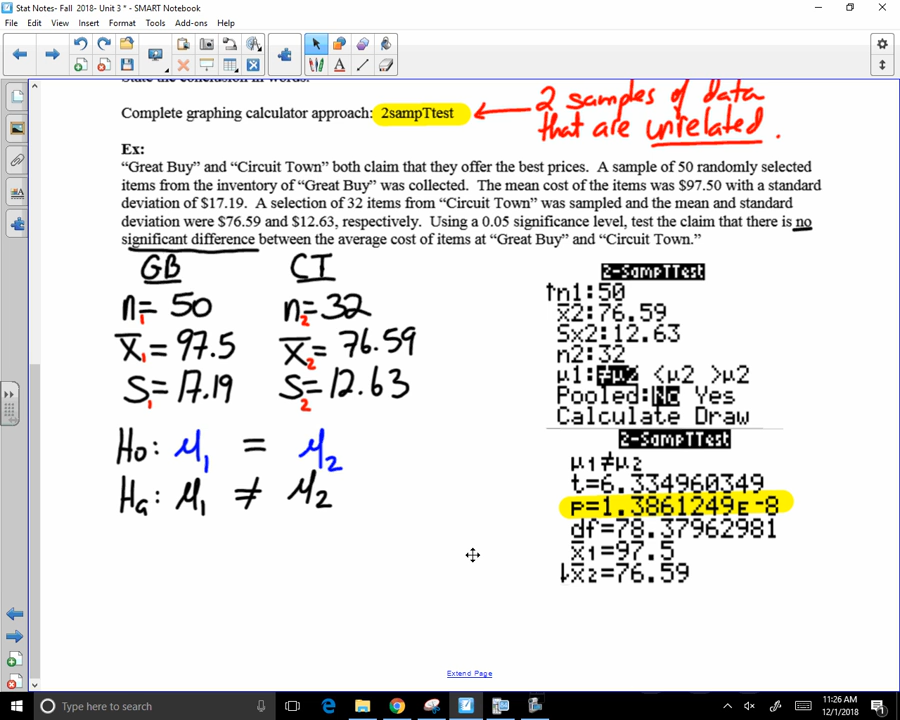 Stat Notes- Fall 2018- Unit 3 * - SMART Notebook
File Edit View Insert Format Tools Add-ons Help
State the conclusion in words.
Complete graphing calculator approach: 2sampTtest
2 samples of data
that are unrelated.
Ex:
“Great Buy” and “Circuit Town” both claim that they offer the best prices. A sample of 50 randomly selected
items from the inventory of “Great Buy” was collected. The mean cost of the items was $97.50 with a standard
deviation of $17.19. A selection of 32 items from “Circuit Town” was sampled and the mean and standard
deviation were $76.59 and $12.63, respectively. Using a 0.05 significance level, test the claim that there is no
significant difference between the average cost of items at “Great Buy” and “Circuit Town.”
GB CT
n₁= 50 n₂= 32
x̄₁= 97.5 x̄₂= 76.59
S₁= 17.19 S₂= 12.63
Ho: μ₁ = μ₂
Ha: μ₁ ≠ μ₂
2-SampTTest
↑n1:50
x̄2:76.59
Sx2:12.63
n2:32
μ1:≠μ2 <μ2 >μ2
Pooled:No Yes
Calculate Draw
2-SampTTest
μ1≠μ2
t=6.334960349
p=1.3861249E-8
df=78.37962981
x̄1=97.5
↓x̄2=76.59
Extend Page
Type here to search
11:26 AM
12/1/2018